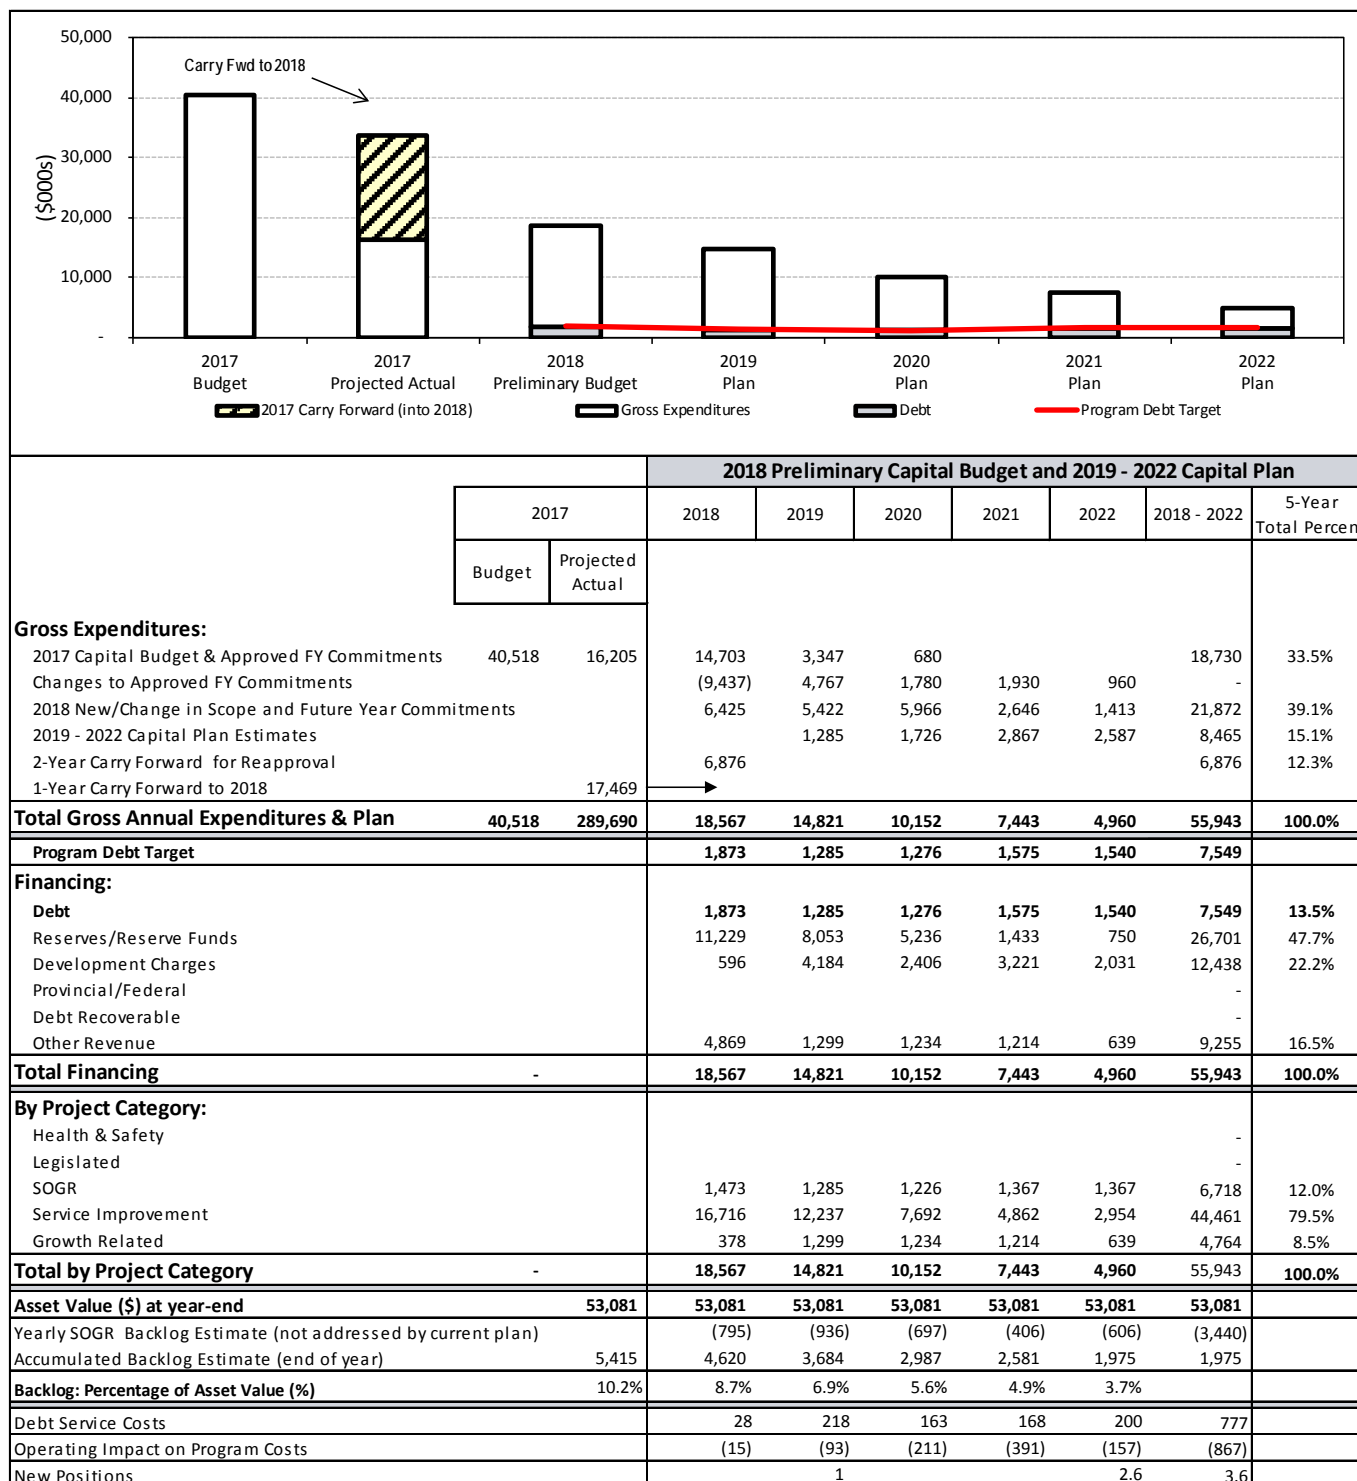 50,000
Carry Fwd to 2018
40,000
30,000
($000s)
20,000
10,000
-
2017 2017 2018 2019 2020 2021 2022
Budget Projected Actual Preliminary Budget Plan Plan Plan Plan
2017 Carry Forward (into 2018) Gross Expenditures Debt Program Debt Target
2018 Preliminary Capital Budget and 2019 - 2022 Capital Plan
2017 2018 2019 2020 2021 2022 2018 - 2022 5-Year
Total Percen
Budget Projected
Actual
Gross Expenditures:
2017 Capital Budget & Approved FY Commitments 40,518 16,205 14,703 3,347 680 18,730 33.5%
Changes to Approved FY Commitments (9,437) 4,767 1,780 1,930 960 -
2018 New/Change in Scope and Future Year Commitments 6,425 5,422 5,966 2,646 1,413 21,872 39.1%
2019 - 2022 Capital Plan Estimates 1,285 1,726 2,867 2,587 8,465 15.1%
2-Year Carry Forward for Reapproval 6,876 6,876 12.3%
1-Year Carry Forward to 2018 17,469
Total Gross Annual Expenditures & Plan 40,518 289,690 18,567 14,821 10,152 7,443 4,960 55,943 100.0%
Program Debt Target 1,873 1,285 1,276 1,575 1,540 7,549
Financing:
Debt 1,873 1,285 1,276 1,575 1,540 7,549 13.5%
Reserves/Reserve Funds 11,229 8,053 5,236 1,433 750 26,701 47.7%
Development Charges 596 4,184 2,406 3,221 2,031 12,438 22.2%
Provincial/Federal -
Debt Recoverable -
Other Revenue 4,869 1,299 1,234 1,214 639 9,255 16.5%
Total Financing - 18,567 14,821 10,152 7,443 4,960 55,943 100.0%
By Project Category:
Health & Safety -
Legislated -
SOGR 1,473 1,285 1,226 1,367 1,367 6,718 12.0%
Service Improvement 16,716 12,237 7,692 4,862 2,954 44,461 79.5%
Growth Related 378 1,299 1,234 1,214 639 4,764 8.5%
Total by Project Category - 18,567 14,821 10,152 7,443 4,960 55,943 100.0%
Asset Value ($) at year-end 53,081 53,081 53,081 53,081 53,081 53,081 53,081
Yearly SOGR Backlog Estimate (not addressed by current plan) (795) (936) (697) (406) (606) (3,440)
Accumulated Backlog Estimate (end of year) 5,415 4,620 3,684 2,987 2,581 1,975 1,975
Backlog: Percentage of Asset Value (%) 10.2% 8.7% 6.9% 5.6% 4.9% 3.7%
Debt Service Costs 28 218 163 168 200 777
Operating Impact on Program Costs (15) (93) (211) (391) (157) (867)
New Positions 1 2.6 3.6